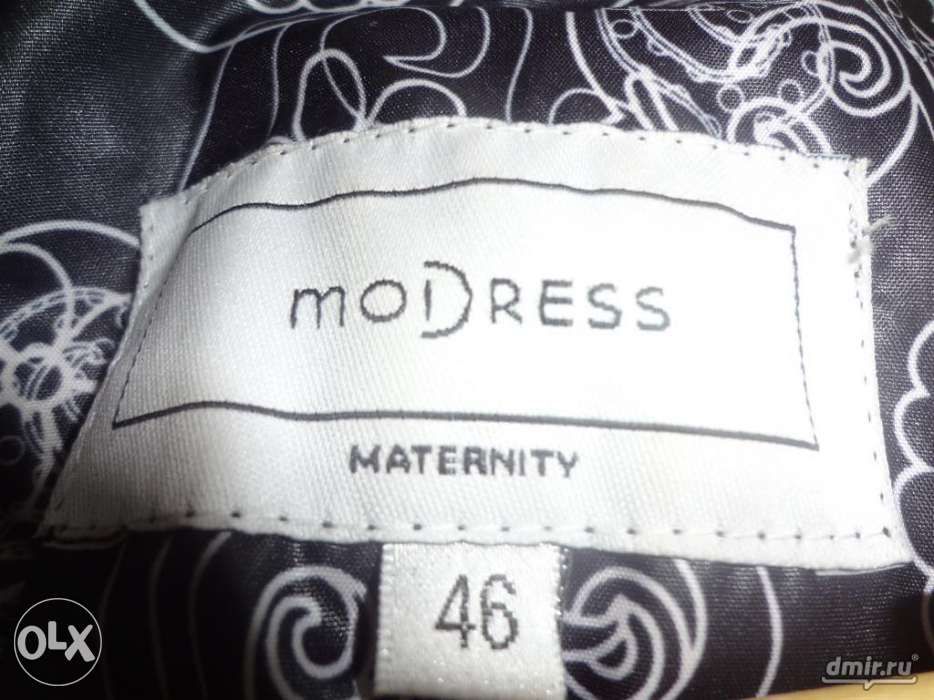 moDRESS
MATERNITY
46
OLX
dmir.ru